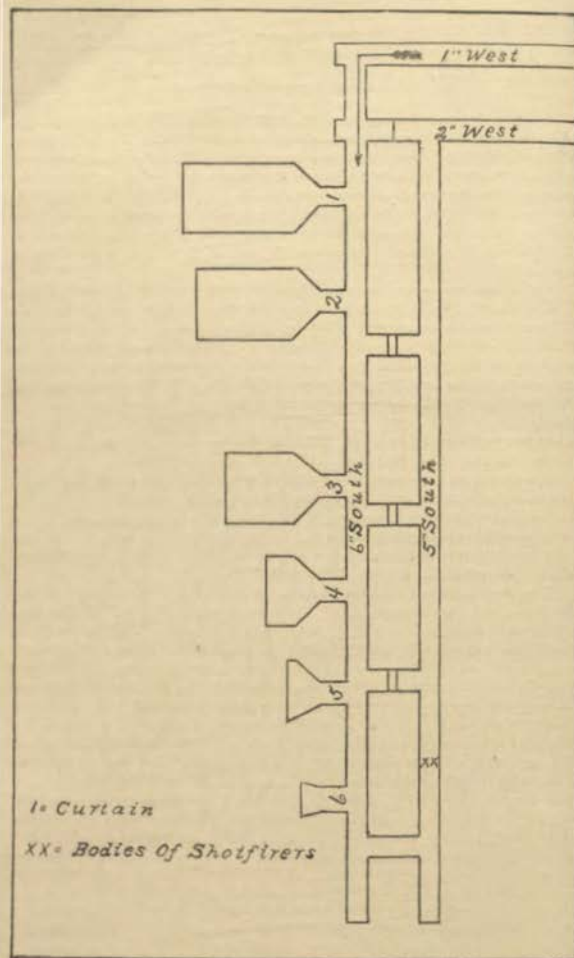 1" West
2" West
1
2
3
6" South
5" South
4
5
xx
6
1= Curtain
xx= Bodies Of Shotfirers